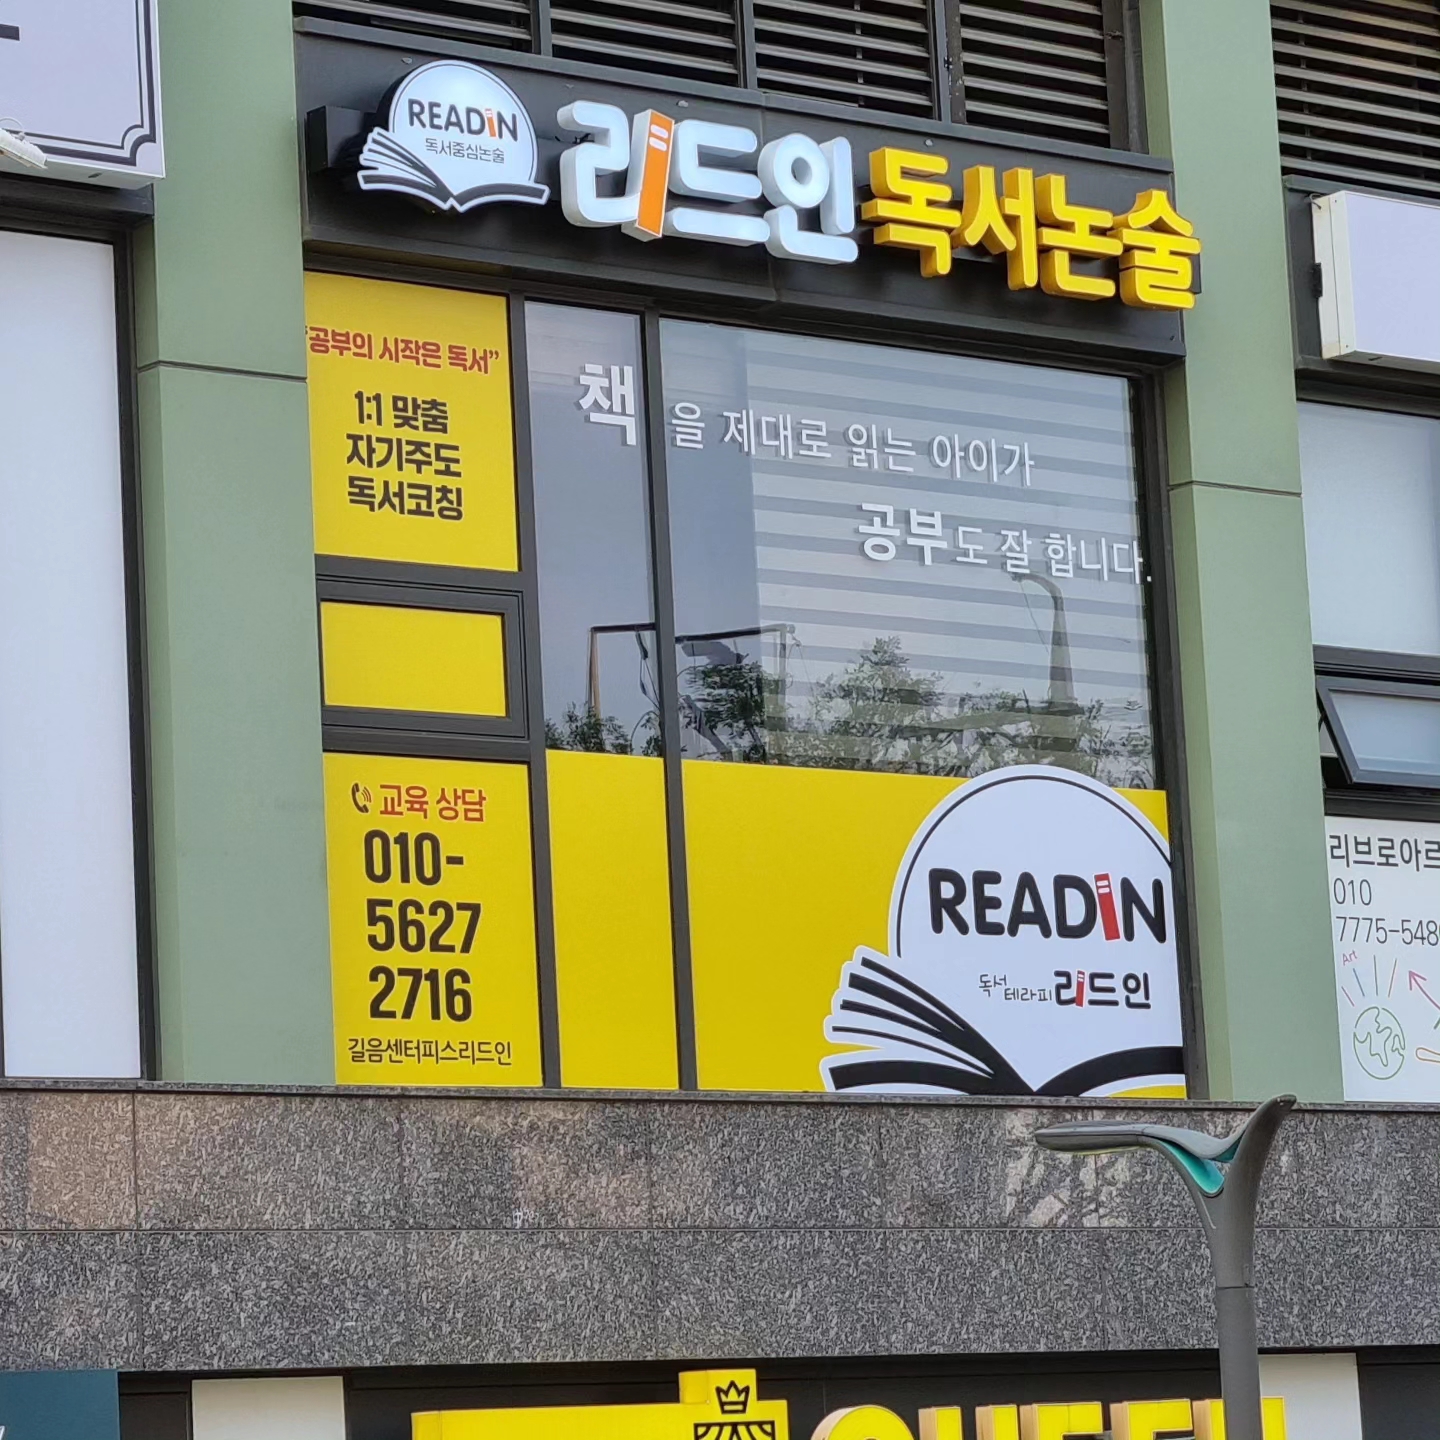 READIN
독서중심논술
리드인 독서논술
"공부의 시작은 독서"
1:1 맞춤
자기주도
독서코칭
책을 제대로 읽는 아이가
공부도 잘 합니다.
교육 상담
010-
5627
2716
길음센터피스리드인
READIN
독서
테라피 리드인
리브로아르
010
7775-548
Art
QUEEN